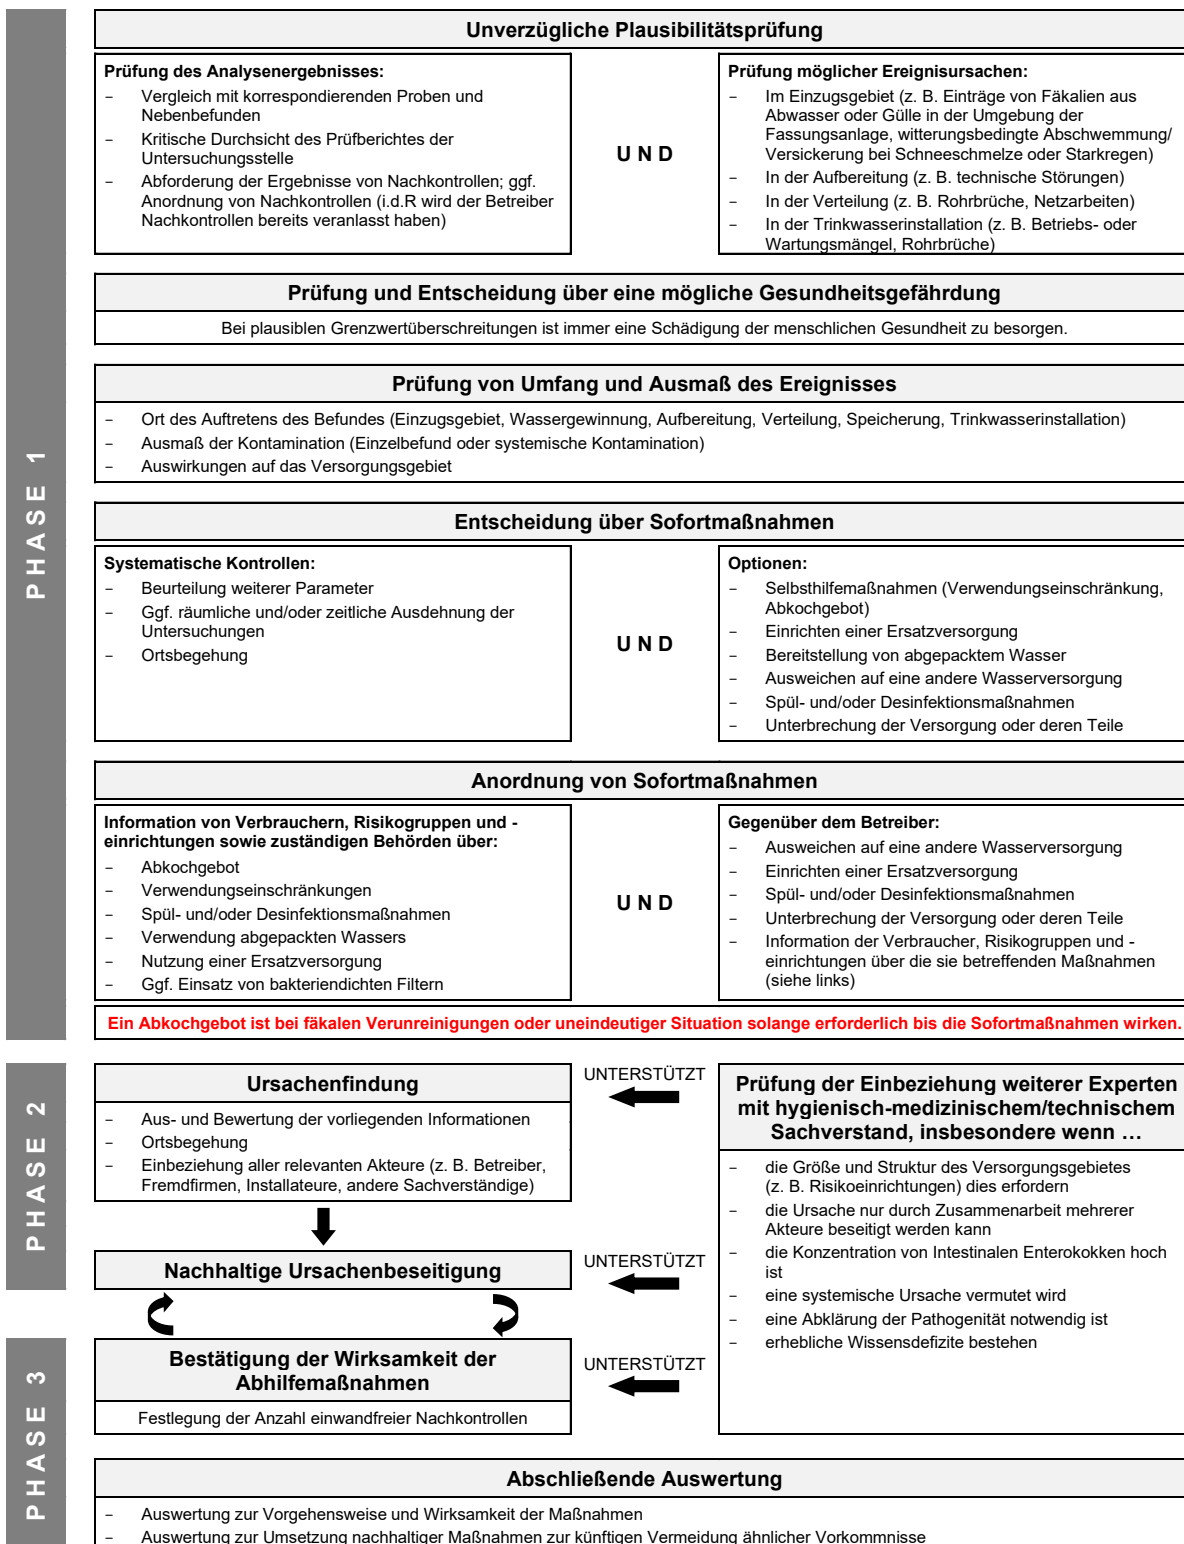 PHASE 1
Unverzügliche Plausibilitätsprüfung
Prüfung des Analysenergebnisses:
– Vergleich mit korrespondierenden Proben und
Nebenbefunden
– Kritische Durchsicht des Prüfberichtes der
Untersuchungsstelle
– Abforderung der Ergebnisse von Nachkontrollen; ggf.
Anordnung von Nachkontrollen (i.d.R wird der Betreiber
Nachkontrollen bereits veranlasst haben)
UND
Prüfung möglicher Ereignisursachen:
– Im Einzugsgebiet (z. B. Einträge von Fäkalien aus
Abwasser oder Gülle in der Umgebung der
Fassungsanlage, witterungsbedingte Abschwemmung/
Versickerung bei Schneeschmelze oder Starkregen)
– In der Aufbereitung (z. B. technische Störungen)
– In der Verteilung (z. B. Rohrbrüche, Netzarbeiten)
– In der Trinkwasserinstallation (z. B. Betriebs- oder
Wartungsmängel, Rohrbrüche)
Prüfung und Entscheidung über eine mögliche Gesundheitsgefährdung
Bei plausiblen Grenzwertüberschreitungen ist immer eine Schädigung der menschlichen Gesundheit zu besorgen.
Prüfung von Umfang und Ausmaß des Ereignisses
– Ort des Auftretens des Befundes (Einzugsgebiet, Wassergewinnung, Aufbereitung, Verteilung, Speicherung, Trinkwasserinstallation)
– Ausmaß der Kontamination (Einzelbefund oder systemische Kontamination)
– Auswirkungen auf das Versorgungsgebiet
Entscheidung über Sofortmaßnahmen
Systematische Kontrollen:
– Beurteilung weiterer Parameter
– Ggf. räumliche und/oder zeitliche Ausdehnung der
Untersuchungen
– Ortsbegehung
UND
Optionen:
– Selbsthilfemaßnahmen (Verwendungseinschränkung,
Abkochgebot)
– Einrichten einer Ersatzversorgung
– Bereitstellung von abgepacktem Wasser
– Ausweichen auf eine andere Wasserversorgung
– Spül- und/oder Desinfektionsmaßnahmen
– Unterbrechung der Versorgung oder deren Teile
Anordnung von Sofortmaßnahmen
Information von Verbrauchern, Risikogruppen und -
einrichtungen sowie zuständigen Behörden über:
– Abkochgebot
– Verwendungseinschränkungen
– Spül- und/oder Desinfektionsmaßnahmen
– Verwendung abgepackten Wassers
– Nutzung einer Ersatzversorgung
– Ggf. Einsatz von bakteriendichten Filtern
UND
Gegenüber dem Betreiber:
– Ausweichen auf eine andere Wasserversorgung
– Einrichten einer Ersatzversorgung
– Spül- und/oder Desinfektionsmaßnahmen
– Unterbrechung der Versorgung oder deren Teile
– Information der Verbraucher, Risikogruppen und -
einrichtungen über die sie betreffenden Maßnahmen
(siehe links)
Ein Abkochgebot ist bei fäkalen Verunreinigungen oder uneindeutiger Situation solange erforderlich bis die Sofortmaßnahmen wirken.
PHASE 2
Ursachenfindung
– Aus- und Bewertung der vorliegenden Informationen
– Ortsbegehung
– Einbeziehung aller relevanten Akteure (z. B. Betreiber,
Fremdfirmen, Installateure, andere Sachverständige)
UNTERSTÜTZT
Prüfung der Einbeziehung weiterer Experten
mit hygienisch-medizinischem/technischem
Sachverstand, insbesondere wenn …
– die Größe und Struktur des Versorgungsgebietes
(z. B. Risikoeinrichtungen) dies erfordern
– die Ursache nur durch Zusammenarbeit mehrerer
Akteure beseitigt werden kann
– die Konzentration von Intestinalen Enterokokken hoch
ist
– eine systemische Ursache vermutet wird
– eine Abklärung der Pathogenität notwendig ist
– erhebliche Wissensdefizite bestehen
Nachhaltige Ursachenbeseitigung
UNTERSTÜTZT
PHASE 3
Bestätigung der Wirksamkeit der
Abhilfemaßnahmen
Festlegung der Anzahl einwandfreier Nachkontrollen
UNTERSTÜTZT
Abschließende Auswertung
– Auswertung zur Vorgehensweise und Wirksamkeit der Maßnahmen
– Auswertung zur Umsetzung nachhaltiger Maßnahmen zur künftigen Vermeidung ähnlicher Vorkommnisse